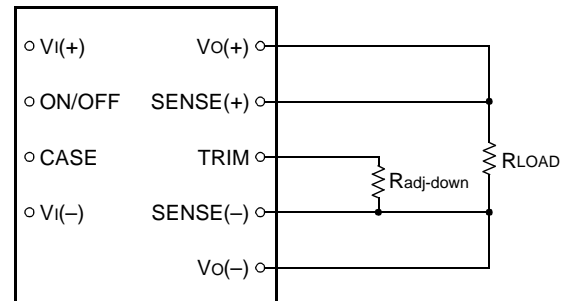 VI(+) VO(+)
ON/OFF SENSE(+)
CASE TRIM
RLOAD
Radj-down
VI(–) SENSE(–)
VO(–)